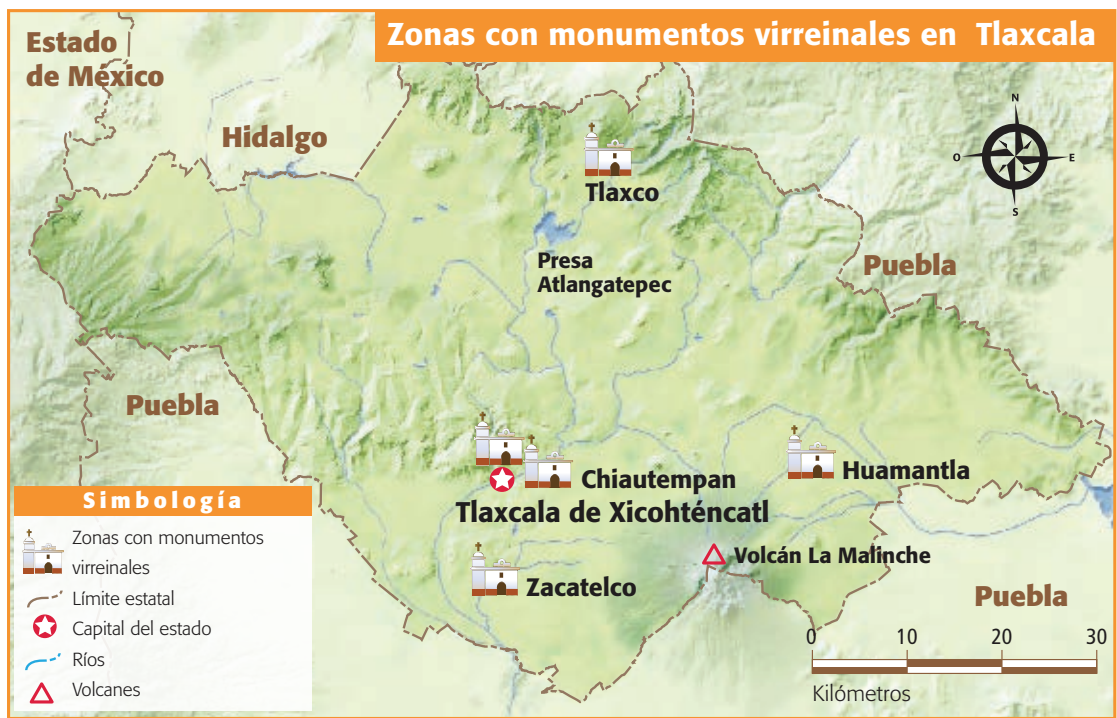 Zonas con monumentos virreinales en Tlaxcala
Estado
de México
Hidalgo
N
O
E
S
Tlaxco
Presa
Atlangatepec
Puebla
Puebla
Chiautempan
Huamantla
Tlaxcala de Xicohténcatl
Volcán La Malinche
Zacatelco
Puebla
Simbología
Zonas con monumentos
virreinales
Límite estatal
Capital del estado
Ríos
Volcanes
0 10 20 30
Kilómetros